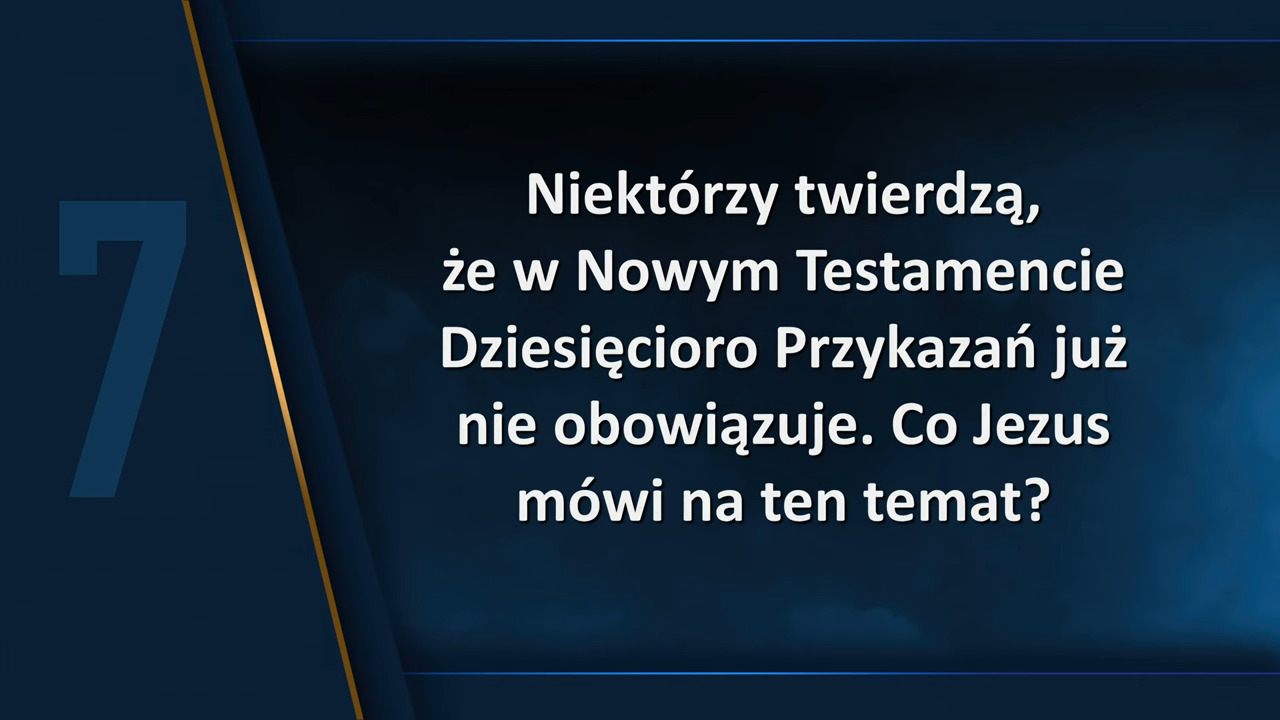 7
Niektórzy twierdzą,
że w Nowym Testamencie
Dziesięcioro Przykazań już
nie obowiązuje. Co Jezus
mówi na ten temat?